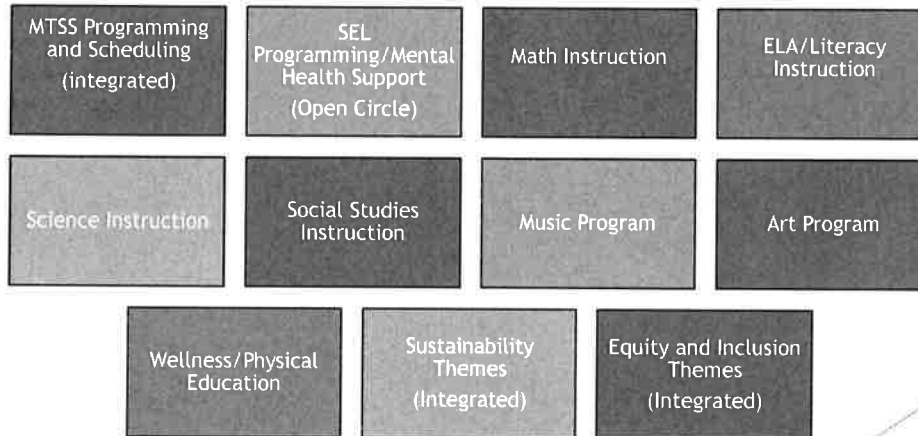 MTSS Programming
and Scheduling
(integrated)
SEL
Programming/Mental
Health Support
(Open Circle)
Math Instruction
ELA/Literacy
Instruction
Science Instruction
Social Studies
Instruction
Music Program
Art Program
Wellness/Physical
Education
Sustainability
Themes
(Integrated)
Equity and Inclusion
Themes
(Integrated)